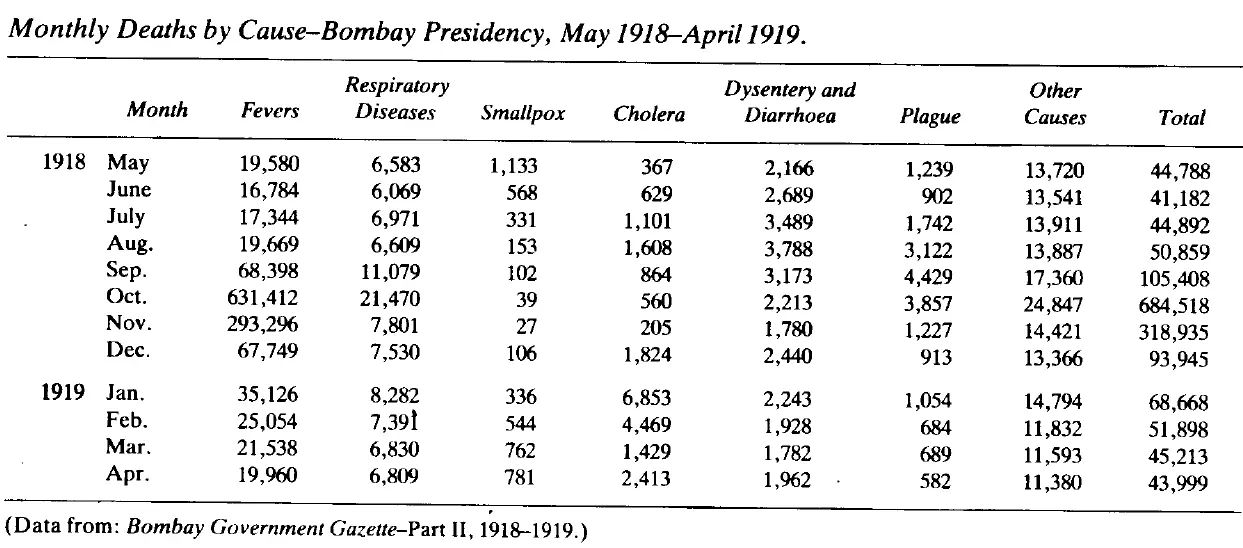 Monthly Deaths by Cause–Bombay Presidency, May 1918–April 1919.
Month Fevers Respiratory Diseases Smallpox Cholera Dysentery and Diarrhoea Plague Other Causes Total
1918 May 19,580 6,583 1,133 367 2,166 1,239 13,720 44,788
June 16,784 6,069 568 629 2,689 902 13,541 41,182
July 17,344 6,971 331 1,101 3,489 1,742 13,911 44,892
Aug. 19,669 6,609 153 1,608 3,788 3,122 13,887 50,859
Sep. 68,398 11,079 102 864 3,173 4,429 17,360 105,408
Oct. 631,412 21,470 39 560 2,213 3,857 24,847 684,518
Nov. 293,296 7,801 27 205 1,780 1,227 14,421 318,935
Dec. 67,749 7,530 106 1,824 2,440 913 13,366 93,945
1919 Jan. 35,126 8,282 336 6,853 2,243 1,054 14,794 68,668
Feb. 25,054 7,391 544 4,469 1,928 684 11,832 51,898
Mar. 21,538 6,830 762 1,429 1,782 689 11,593 45,213
Apr. 19,960 6,809 781 2,413 1,962 582 11,380 43,999
(Data from: Bombay Government Gazette–Part II, 1918–1919.)